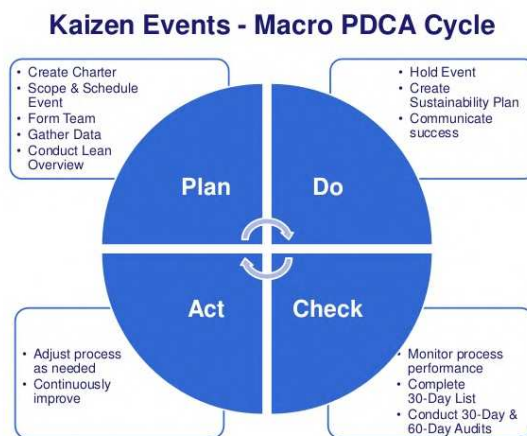 Kaizen Events - Macro PDCA Cycle
• Create Charter
• Scope & Schedule
Event
• Form Team
• Gather Data
• Conduct Lean
Overview
• Hold Event
• Create
Sustainability Plan
• Communicate
success
Plan
Do
Act
Check
• Adjust process
as needed
• Continuously
improve
• Monitor process
performance
• Complete
30-Day List
• Conduct 30-Day &
60-Day Audits